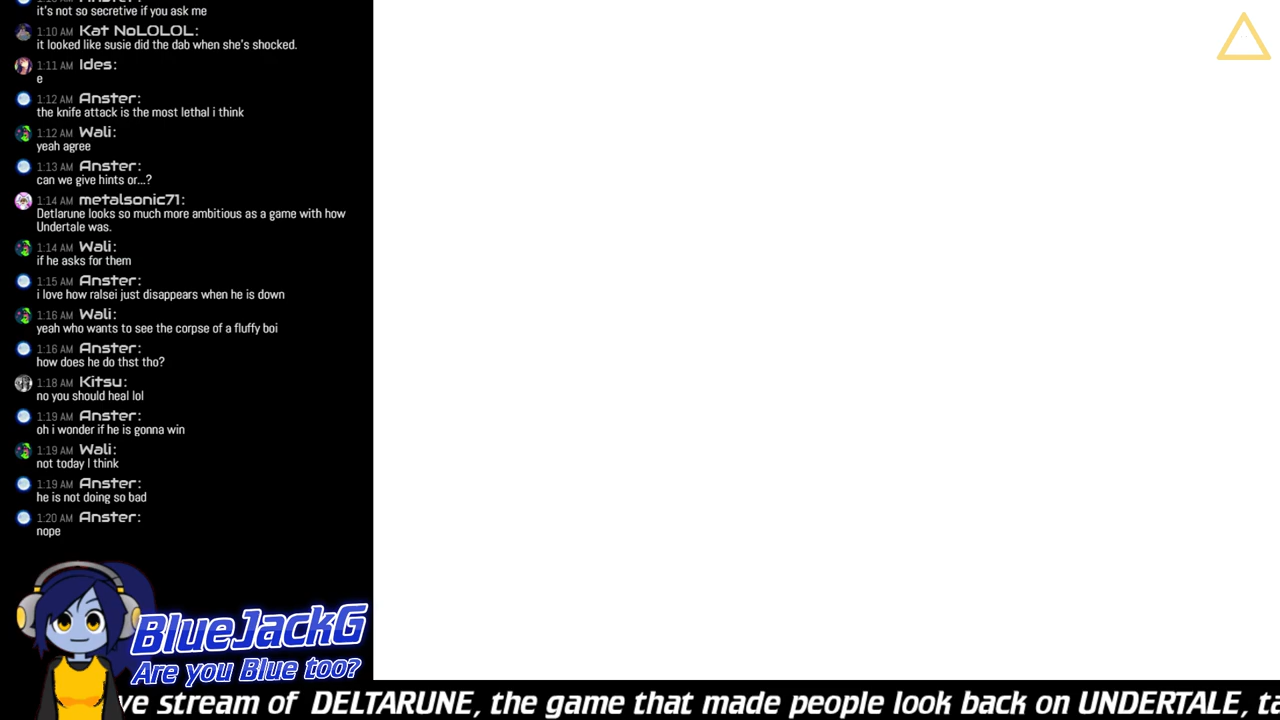 it's not so secretive if you ask me
1:10 AM Kat NoLOLOL:
it looked like susie did the dab when she's shocked.
1:11 AM Ides:
e
1:12 AM Anster:
the knife attack is the most lethal i think
1:12 AM Wali:
yeah agree
1:13 AM Anster:
can we give hints or...?
1:14 AM metalsonic71:
Detlarune looks so much more ambitious as a game with how
Undertale was.
1:14 AM Wali:
if he asks for them
1:15 AM Anster:
i love how ralsei just disappears when he is down
1:16 AM Wali:
yeah who wants to see the corpse of a fluffy boi
1:16 AM Anster:
how does he do thst tho?
1:18 AM Kitsu:
no you should heal lol
1:19 AM Anster:
oh i wonder if he is gonna win
1:19 AM Wali:
not today I think
1:19 AM Anster:
he is not doing so bad
1:20 AM Anster:
nope
BlueJackG
Are you Blue too?
ve stream of DELTARUNE, the game that made people look back on UNDERTALE, ta